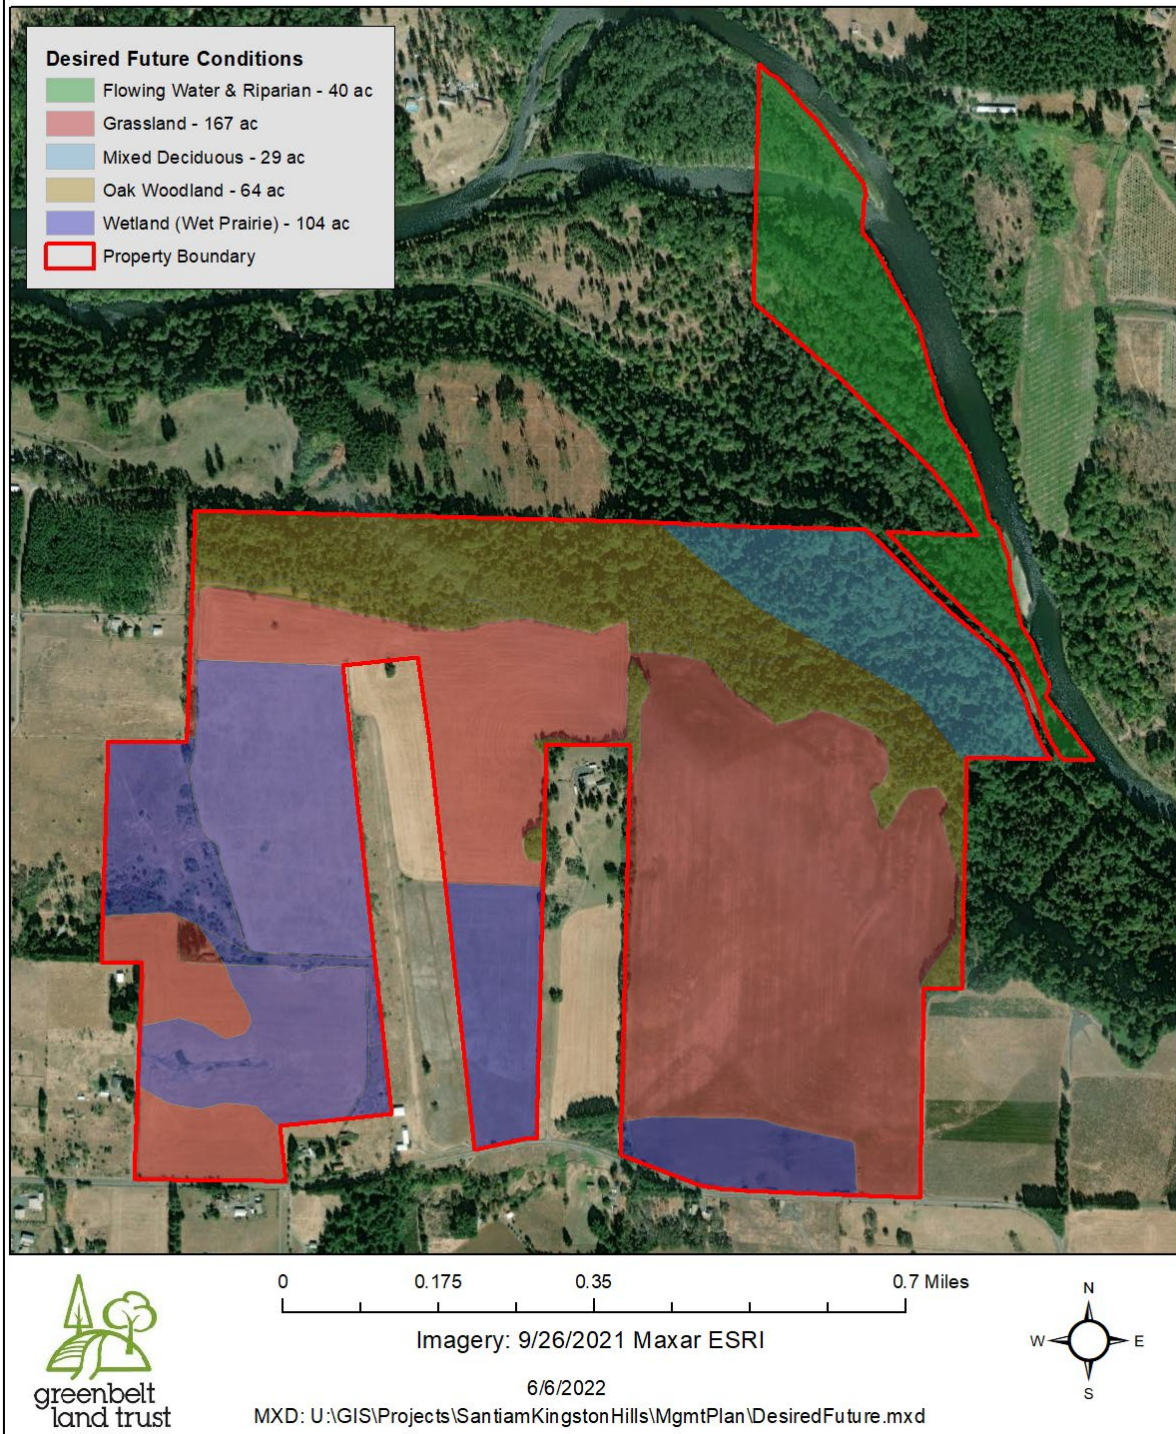 Desired Future Conditions
Flowing Water & Riparian - 40 ac
Grassland - 167 ac
Mixed Deciduous - 29 ac
Oak Woodland - 64 ac
Wetland (Wet Prairie) - 104 ac
Property Boundary
0 0.175 0.35 0.7 Miles
Imagery: 9/26/2021 Maxar ESRI
6/6/2022
MXD: U:\GIS\Projects\SantiamKingstonHills\MgmtPlan\DesiredFuture.mxd
greenbelt
land trust
N
W E
S